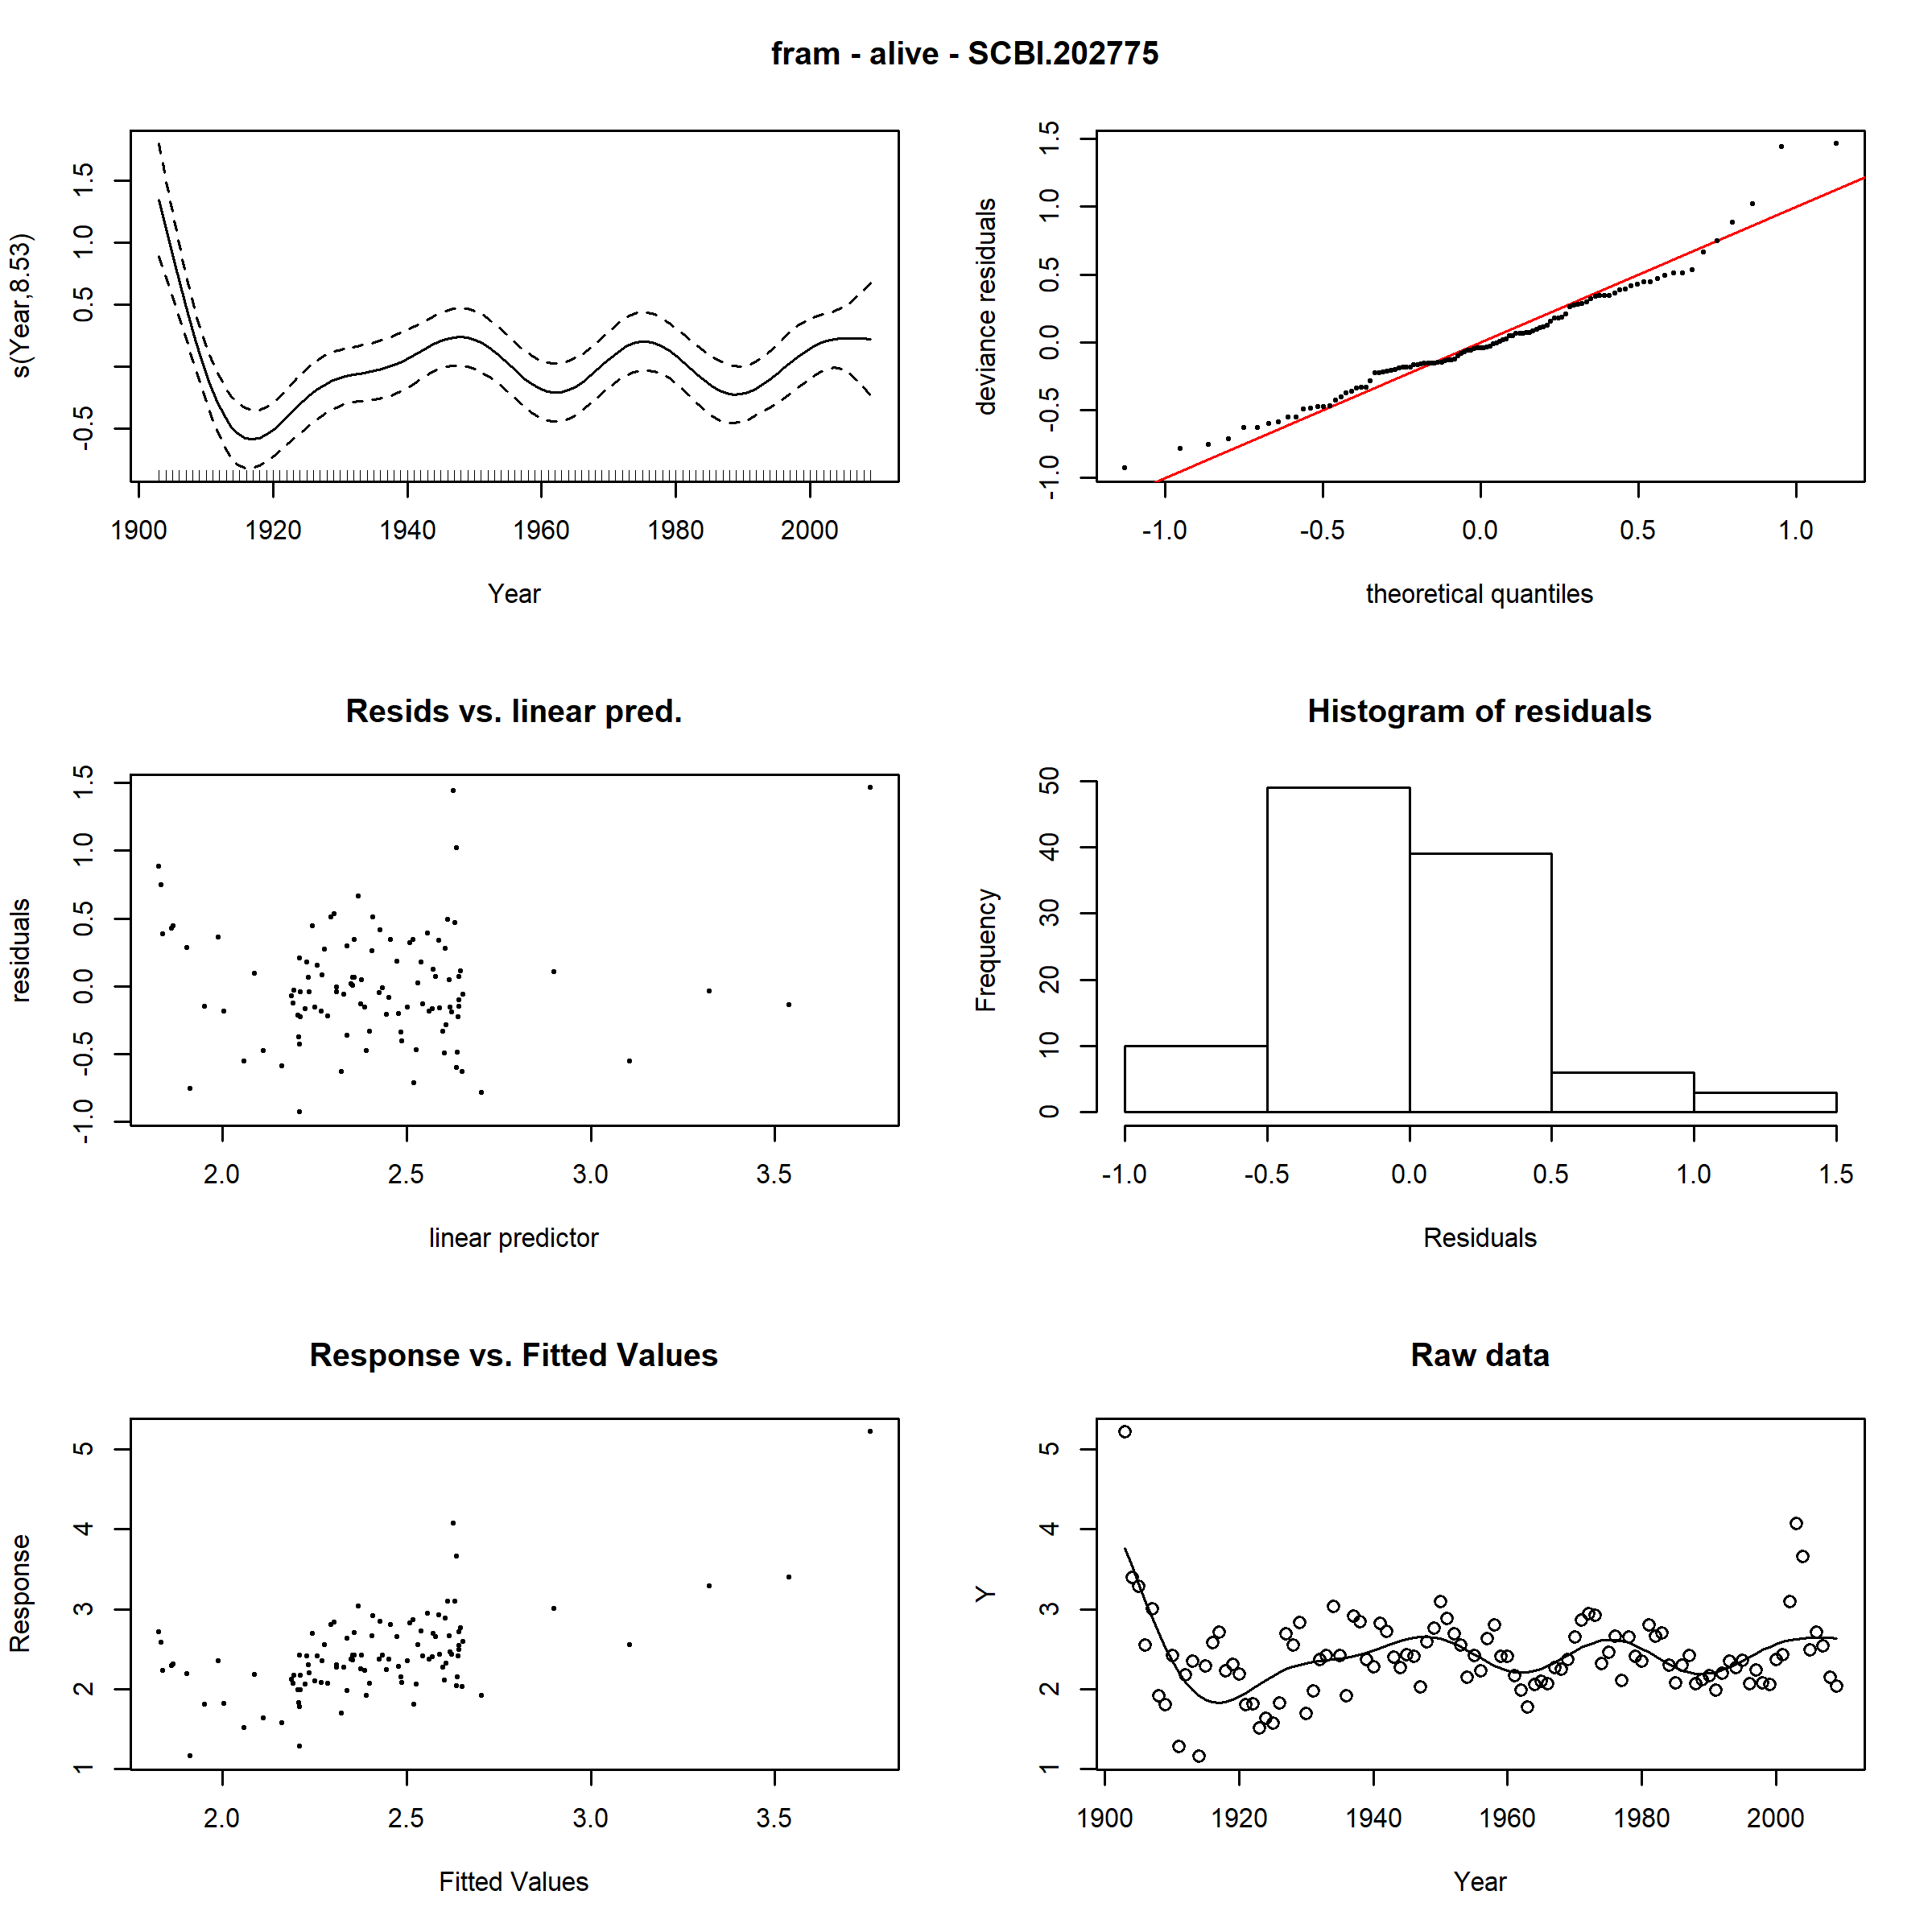 fram - alive - SCBI.202775
s(Year,8.53)
-0.5 0.5 1.0 1.5
1900 1920 1940 1960 1980 2000
Year
deviance residuals
-1.0 -0.5 0.0 0.5 1.0 1.5
-1.0 -0.5 0.0 0.5 1.0
theoretical quantiles
Resids vs. linear pred.
residuals
-1.0 -0.5 0.0 0.5 1.0 1.5
2.0 2.5 3.0 3.5
linear predictor
Histogram of residuals
Frequency
0 10 20 30 40 50
-1.0 -0.5 0.0 0.5 1.0 1.5
Residuals
Response vs. Fitted Values
Response
1 2 3 4 5
2.0 2.5 3.0 3.5
Fitted Values
Raw data
Y
1 2 3 4 5
1900 1920 1940 1960 1980 2000
Year